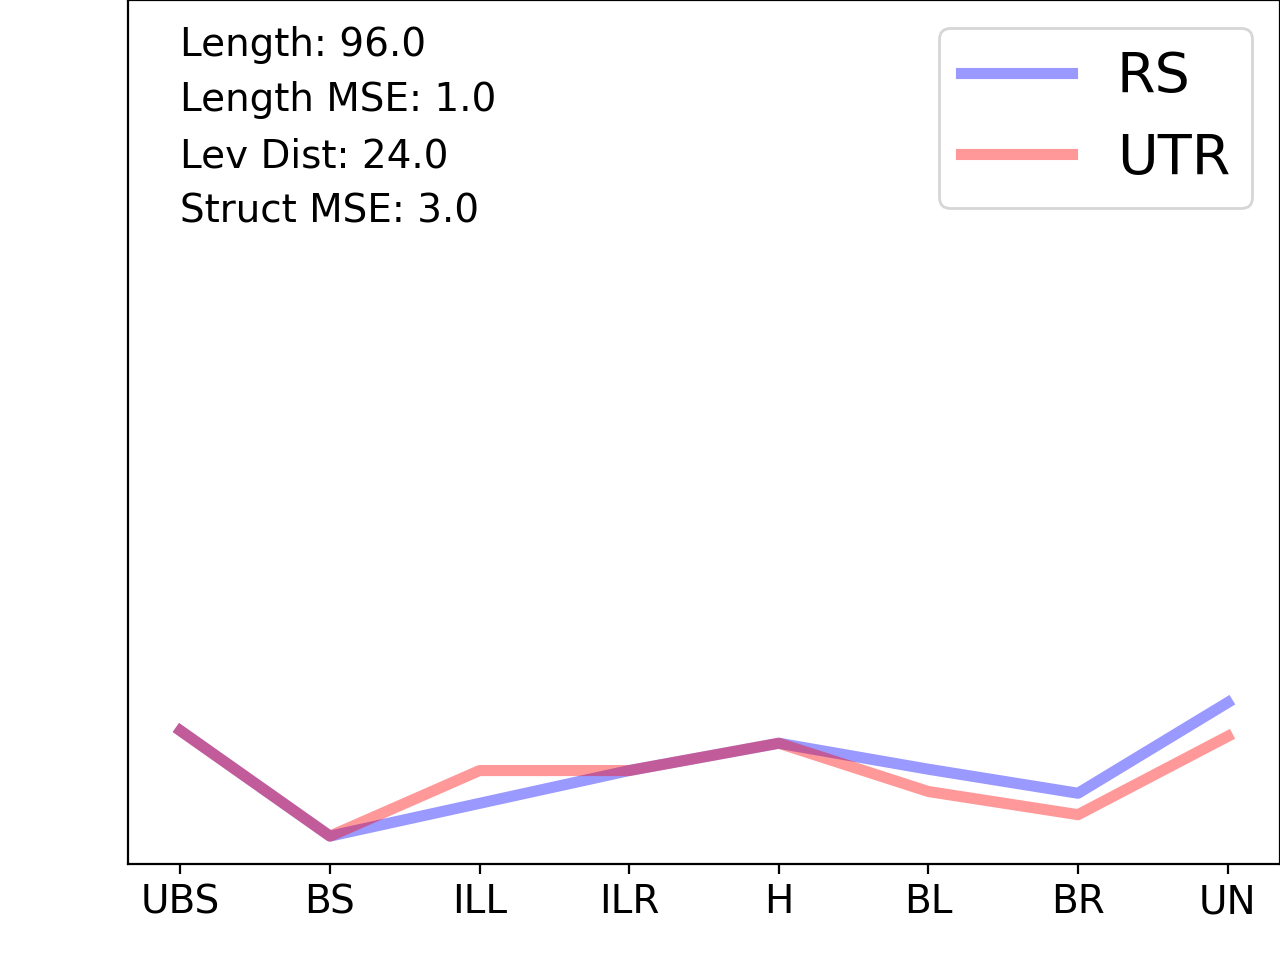 Length: 96.0
Length MSE: 1.0
Lev Dist: 24.0
Struct MSE: 3.0
RS
UTR
UBS BS ILL ILR H BL BR UN